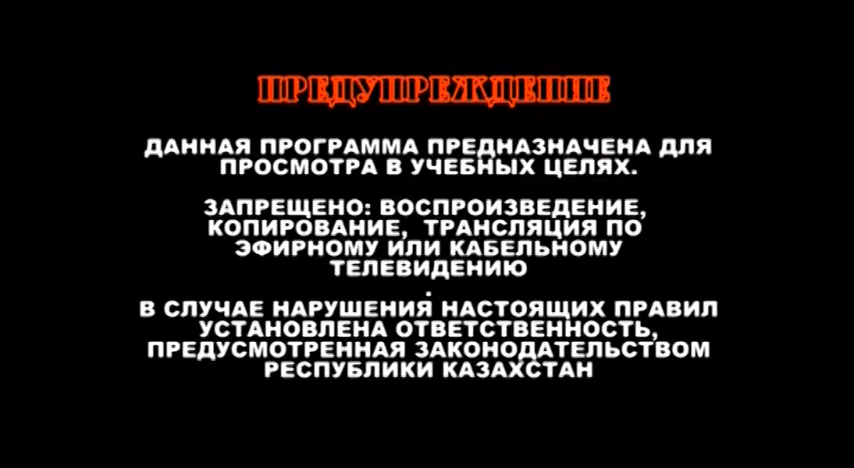 ПРЕДУПРЕЖДЕНИЕ
ДАННАЯ ПРОГРАММА ПРЕДНАЗНАЧЕНА ДЛЯ
ПРОСМОТРА В УЧЕБНЫХ ЦЕЛЯХ.
ЗАПРЕЩЕНО: ВОСПРОИЗВЕДЕНИЕ,
КОПИРОВАНИЕ, ТРАНСЛЯЦИЯ ПО
ЭФИРНОМУ ИЛИ КАБЕЛЬНОМУ
ТЕЛЕВИДЕНИЮ
.
В СЛУЧАЕ НАРУШЕНИЯ НАСТОЯЩИХ ПРАВИЛ
УСТАНОВЛЕНА ОТВЕТСТВЕННОСТЬ,
ПРЕДУСМОТРЕННАЯ ЗАКОНОДАТЕЛЬСТВОМ
РЕСПУБЛИКИ КАЗАХСТАН